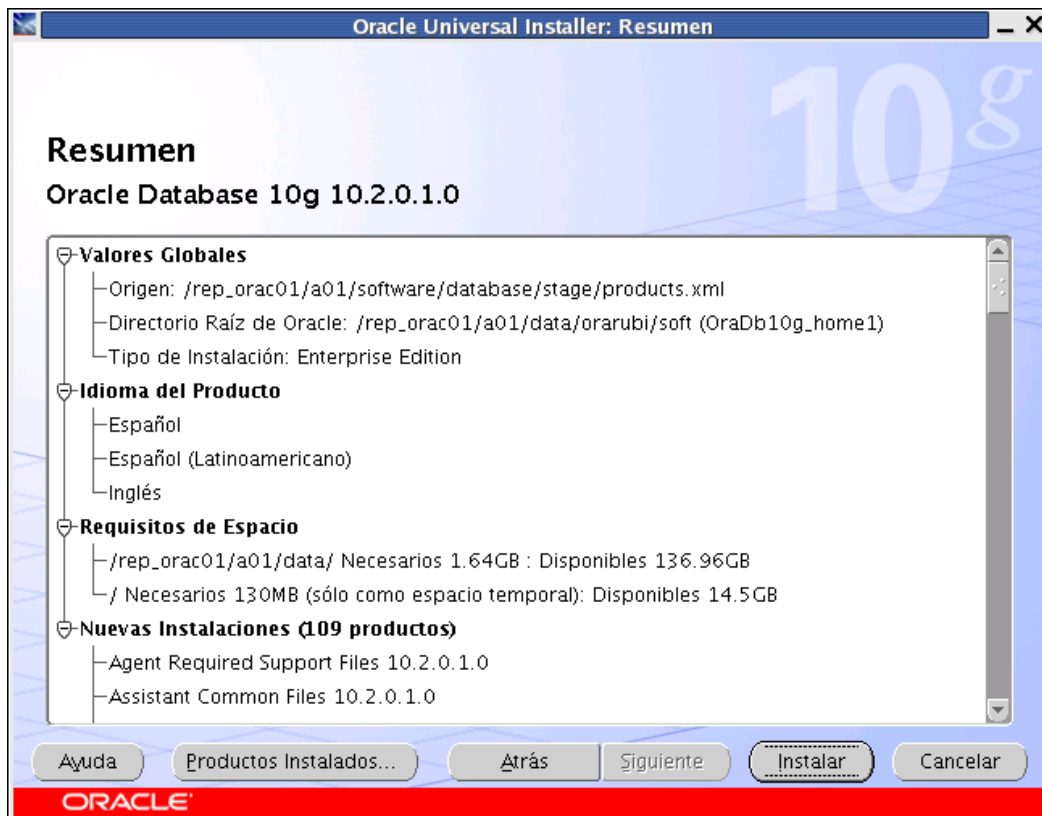 Oracle Universal Installer: Resumen
10g
Resumen
Oracle Database 10g 10.2.0.1.0
Valores Globales
Origen: /rep_orac01/a01/software/database/stage/products.xml
Directorio Raíz de Oracle: /rep_orac01/a01/data/orarubi/soft (OraDb10g_home1)
Tipo de Instalación: Enterprise Edition
Idioma del Producto
Español
Español (Latinoamericano)
Inglés
Requisitos de Espacio
/rep_orac01/a01/data/ Necesarios 1.64GB : Disponibles 136.96GB
/ Necesarios 130MB (sólo como espacio temporal): Disponibles 14.5GB
Nuevas Instalaciones (109 productos)
Agent Required Support Files 10.2.0.1.0
Assistant Common Files 10.2.0.1.0
Ayuda Productos Instalados... Atrás Siguiente Instalar Cancelar
ORACLE